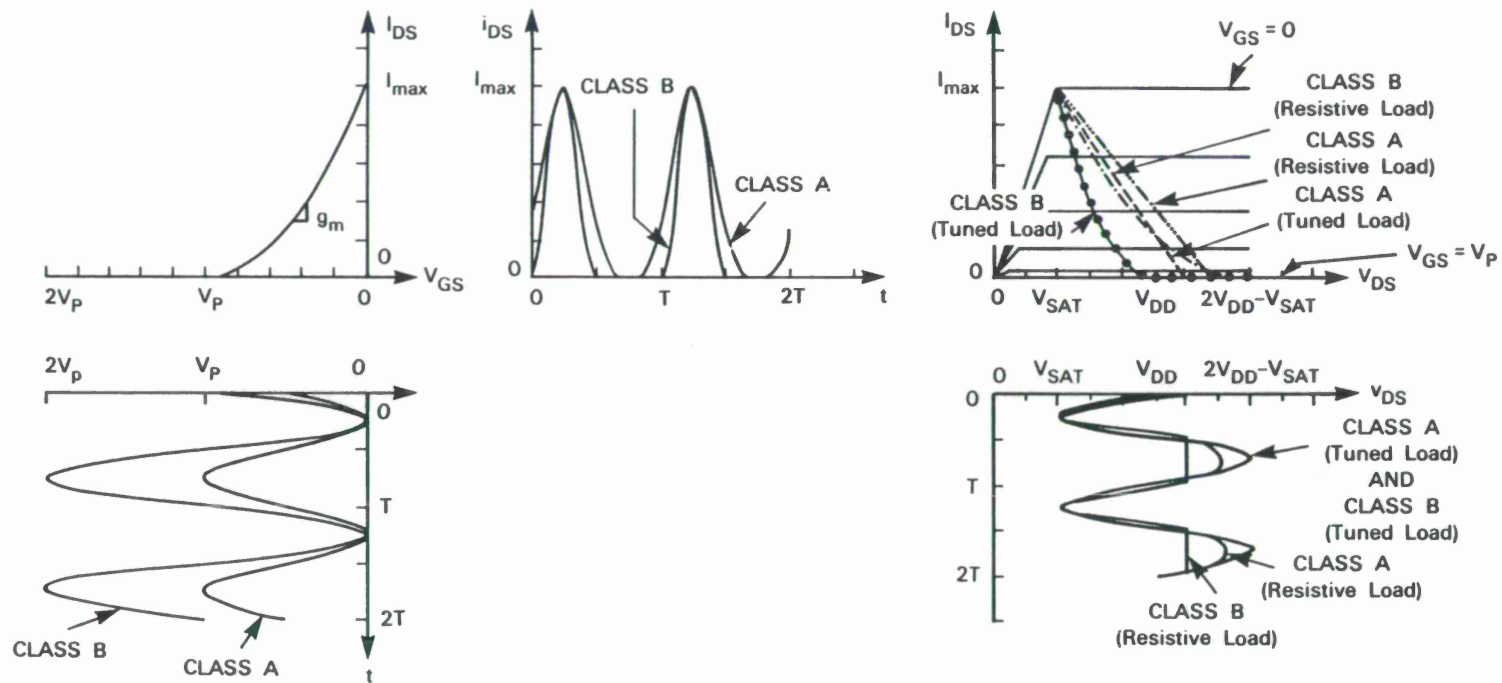 I_DS
I_max
g_m
0
V_GS
2V_P
V_P
0
i_DS
I_max
CLASS B
CLASS A
0
0
T
2T
t
I_DS
I_max
V_GS = 0
CLASS B
(Resistive Load)
CLASS A
(Resistive Load)
CLASS A
(Tuned Load)
CLASS B
(Tuned Load)
V_GS = V_P
0
V_DS
0
V_SAT
V_DD
2V_DD-V_SAT
2V_p
V_P
0
0
T
2T
t
CLASS B
CLASS A
0
V_SAT
V_DD
2V_DD-V_SAT
0
v_DS
T
2T
CLASS A
(Tuned Load)
AND
CLASS B
(Tuned Load)
CLASS A
(Resistive Load)
CLASS B
(Resistive Load)